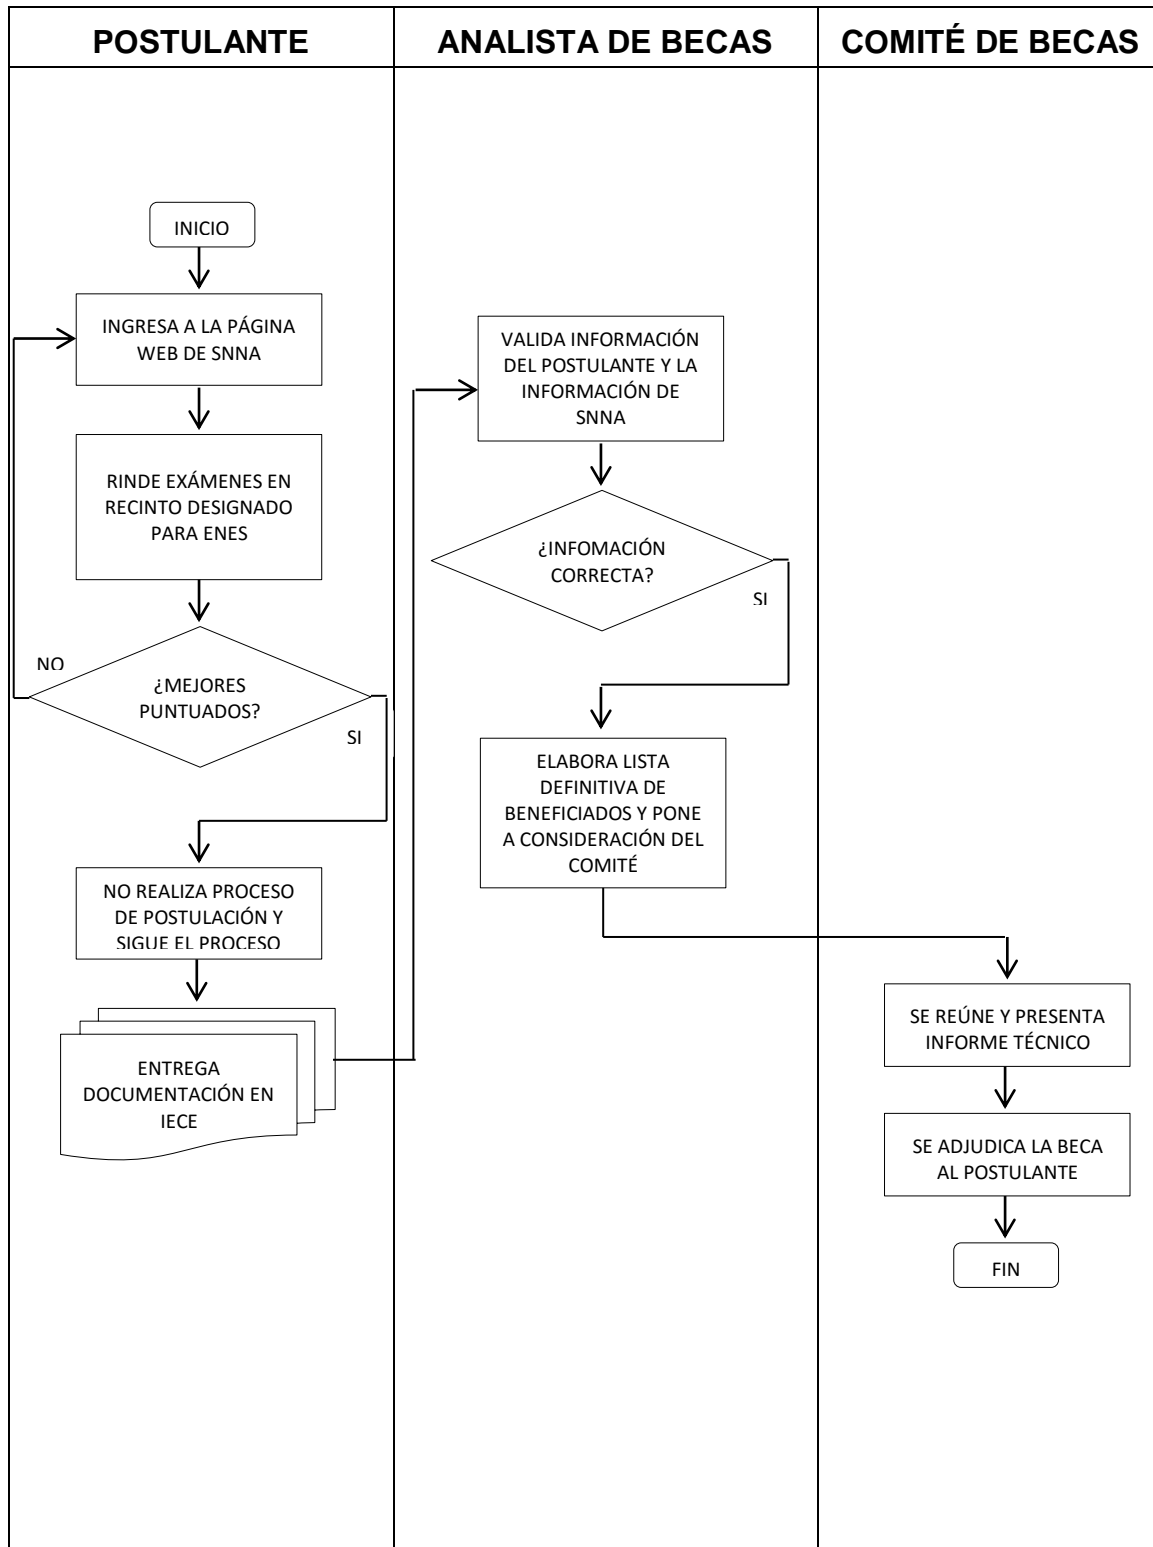 POSTULANTE
ANALISTA DE BECAS
COMITÉ DE BECAS
INICIO
INGRESA A LA PÁGINA
WEB DE SNNA
RINDE EXÁMENES EN
RECINTO DESIGNADO
PARA ENES
NO
¿MEJORES
PUNTUADOS?
SI
NO REALIZA PROCESO
DE POSTULACIÓN Y
SIGUE EL PROCESO
ENTREGA
DOCUMENTACIÓN EN
IECE
VALIDA INFORMACIÓN
DEL POSTULANTE Y LA
INFORMACIÓN DE
SNNA
¿INFOMACIÓN
CORRECTA?
SI
ELABORA LISTA
DEFINITIVA DE
BENEFICIADOS Y PONE
A CONSIDERACIÓN DEL
COMITÉ
SE REÚNE Y PRESENTA
INFORME TÉCNICO
SE ADJUDICA LA BECA
AL POSTULANTE
FIN